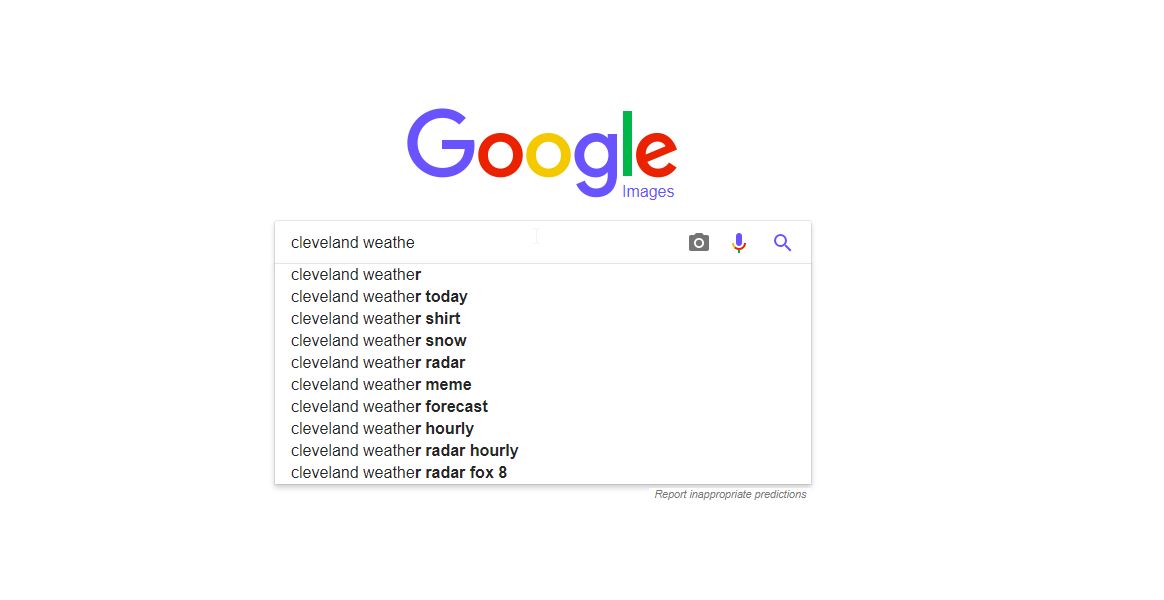 Google
Images
cleveland weathe
cleveland weather
cleveland weather today
cleveland weather shirt
cleveland weather snow
cleveland weather radar
cleveland weather meme
cleveland weather forecast
cleveland weather hourly
cleveland weather radar hourly
cleveland weather radar fox 8
Report inappropriate predictions